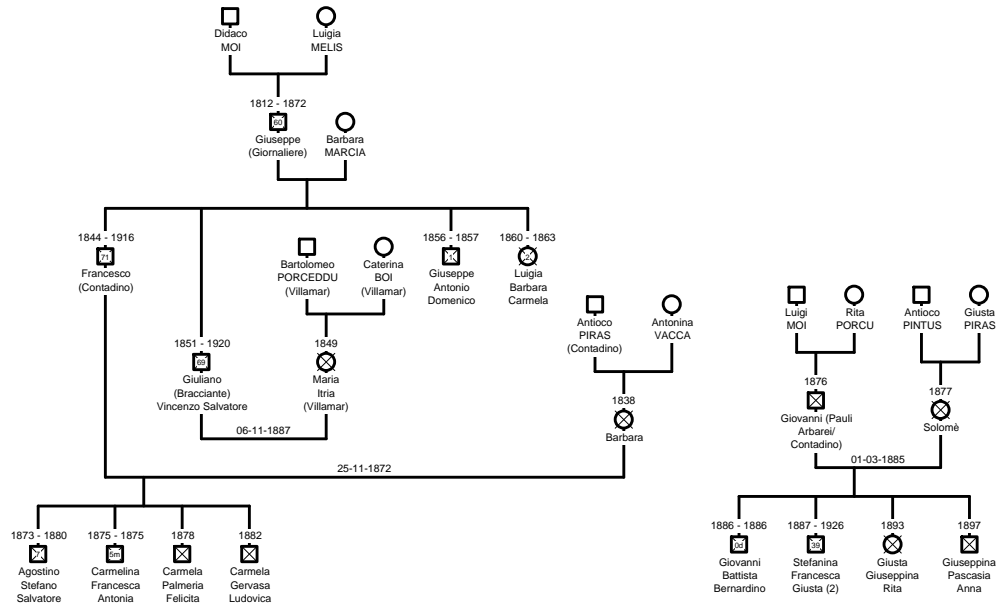 Didaco
MOI
Luigia
MELIS
1812 - 1872
60
Giuseppe
(Giornaliere)
Barbara
MARCIA
1844 - 1916
71
Francesco
(Contadino)
1851 - 1920
69
Giuliano
(Bracciante)
Vincenzo Salvatore
Bartolomeo
PORCEDDU
(Villamar)
Caterina
BOI
(Villamar)
1849
Maria
Itria
(Villamar)
06-11-1887
1856 - 1857
1
Giuseppe
Antonio
Domenico
1860 - 1863
2
Luigia
Barbara
Carmela
Antioco
PIRAS
(Contadino)
Antonina
VACCA
1838
Barbara
25-11-1872
1873 - 1880
7
Agostino
Stefano
Salvatore
1875 - 1875
5m
Carmelina
Francesca
Antonia
1878
Carmela
Palmeria
Felicita
1882
Carmela
Gervasa
Ludovica
Luigi
MOI
Rita
PORCU
Antioco
PINTUS
Giusta
PIRAS
1876
Giovanni (Pauli
Arbarei/
Contadino)
1877
Solomè
01-03-1885
1886 - 1886
0d
Giovanni
Battista
Bernardino
1887 - 1926
39
Stefanina
Francesca
Giusta (2)
1893
Giusta
Giuseppina
Rita
1897
Giuseppina
Pascasia
Anna